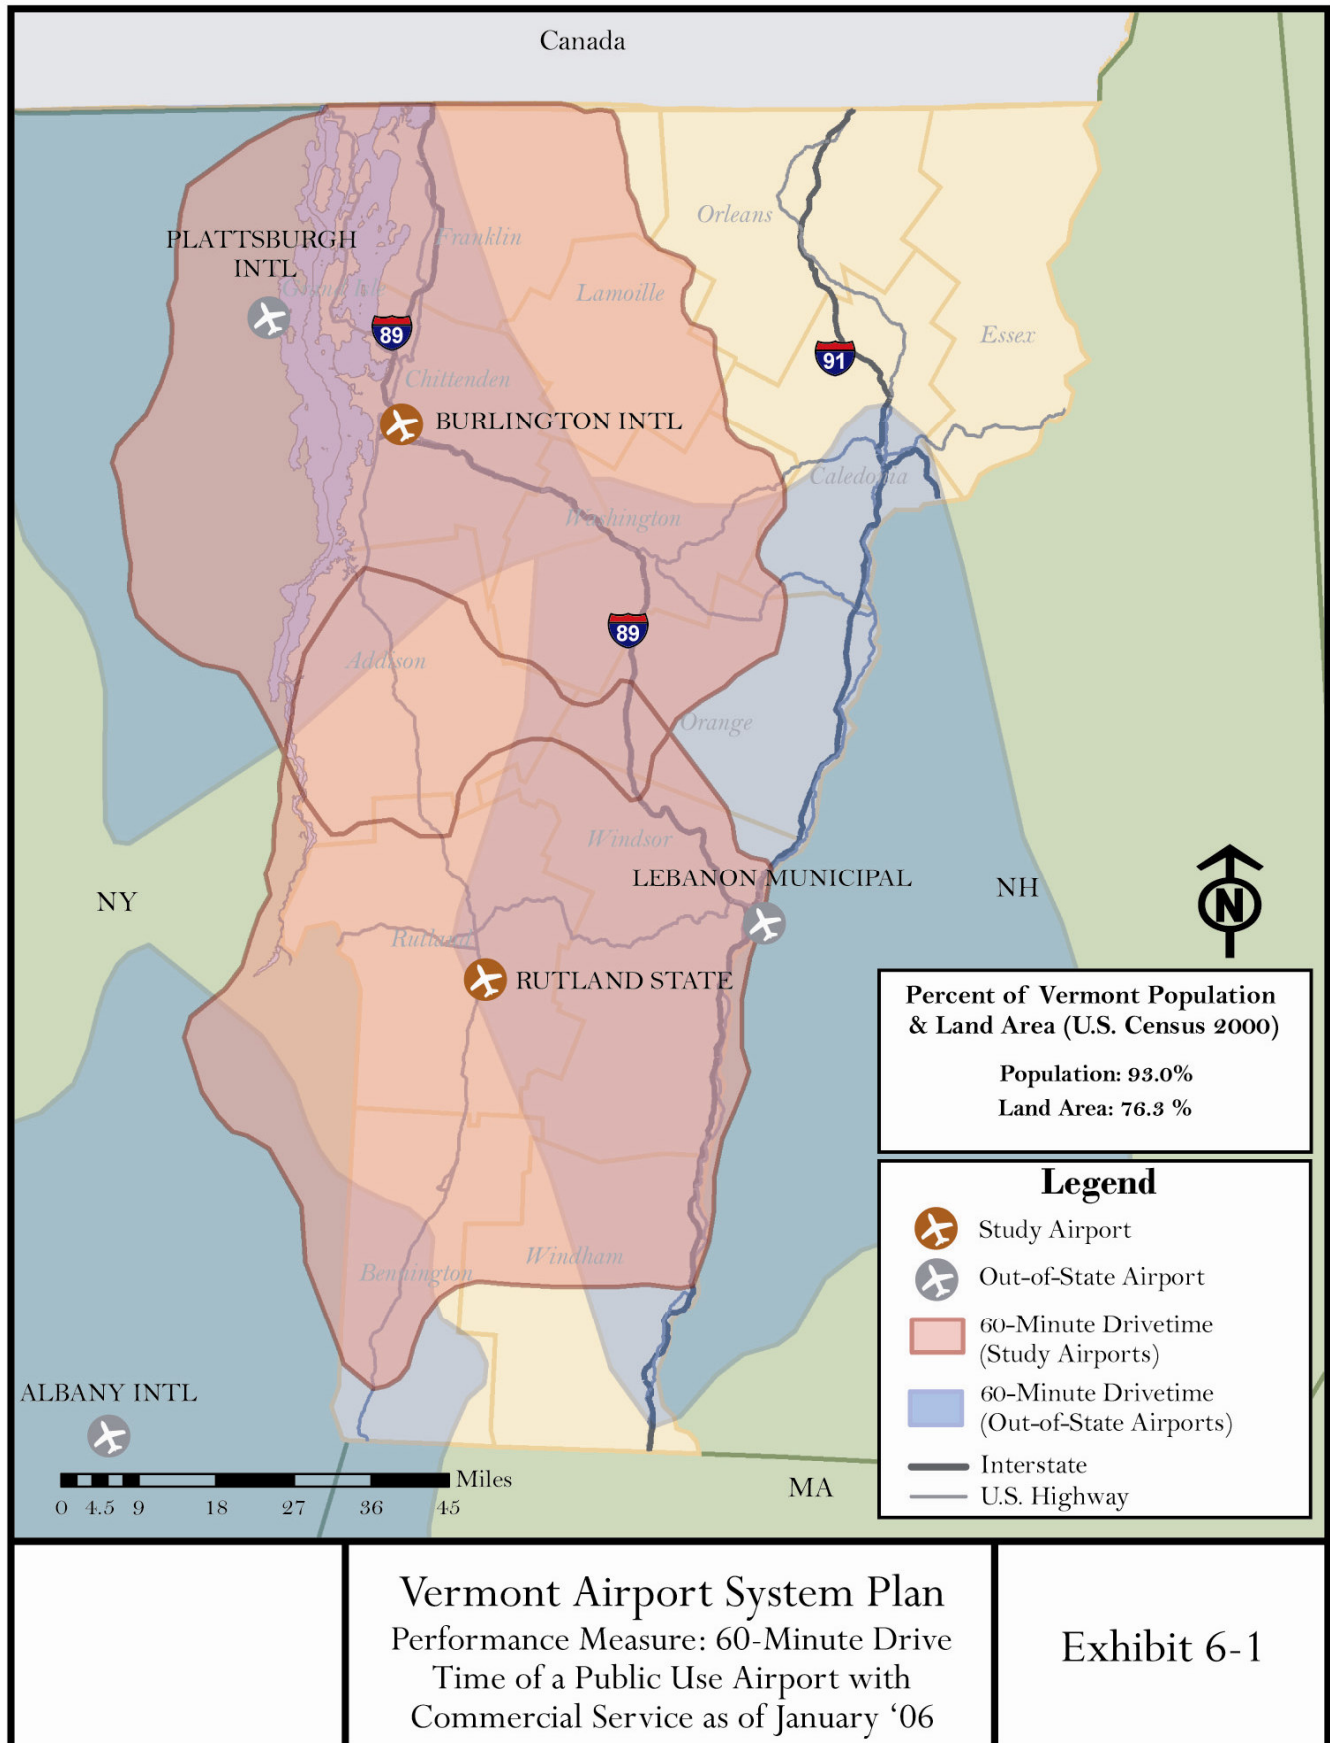 Canada
Orleans
PLATTSBURGH
INTL
Franklin
Grand Isle
Lamoille
89
Essex
91
Chittenden
BURLINGTON INTL
Caledonia
Washington
89
Addison
Orange
Windsor
LEBANON MUNICIPAL
NY
NH
N
Rutland
RUTLAND STATE
Percent of Vermont Population
& Land Area (U.S. Census 2000)
Population: 93.0%
Land Area: 76.3 %
Legend
Study Airport
Out-of-State Airport
60-Minute Drivetime
(Study Airports)
60-Minute Drivetime
(Out-of-State Airports)
Interstate
U.S. Highway
Windham
Bennington
ALBANY INTL
Miles
0 4.5 9 18 27 36 45
MA
Vermont Airport System Plan
Performance Measure: 60-Minute Drive
Time of a Public Use Airport with
Commercial Service as of January ‘06
Exhibit 6-1